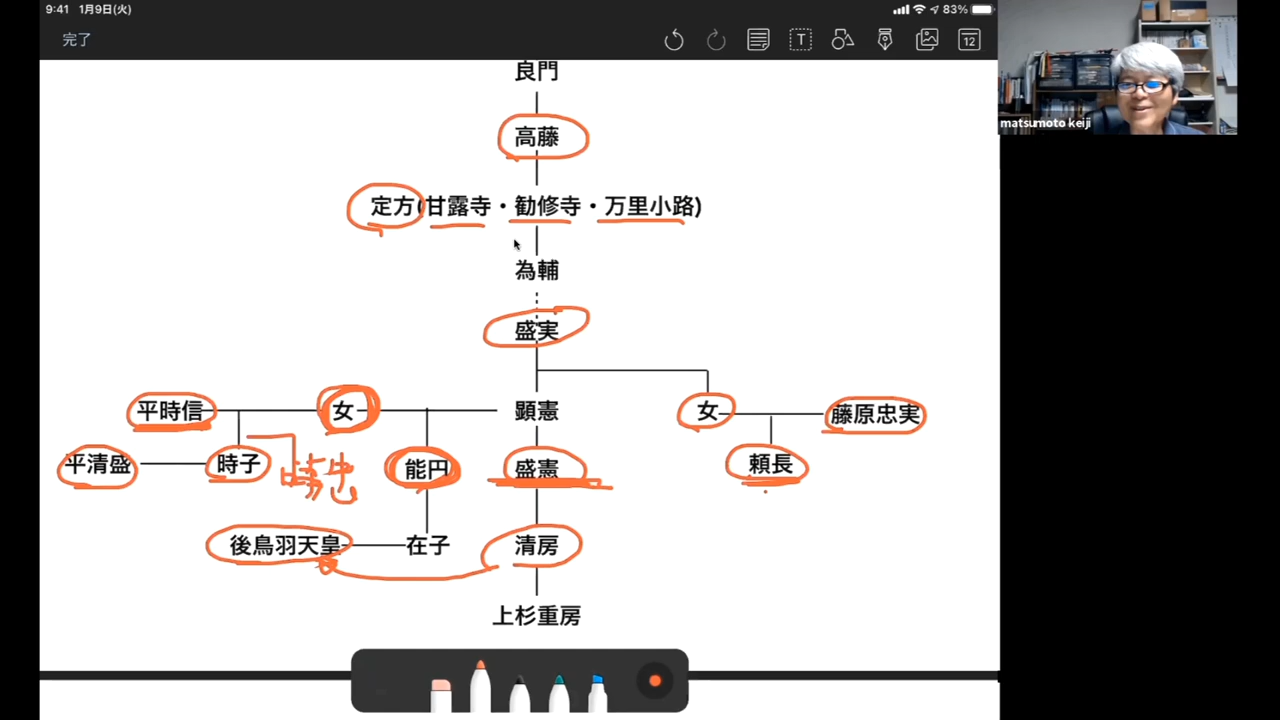 9:41 1月9日(火)
83%
完了
T
12
matsumoto keiji
良門
高藤
定方(甘露寺・勧修寺・万里小路)
為輔
盛実
平時信 女 顕憲 女 藤原忠実
平清盛 時子 時忠 能円 盛憲 頼長
後鳥羽天皇 在子 清房
上杉重房